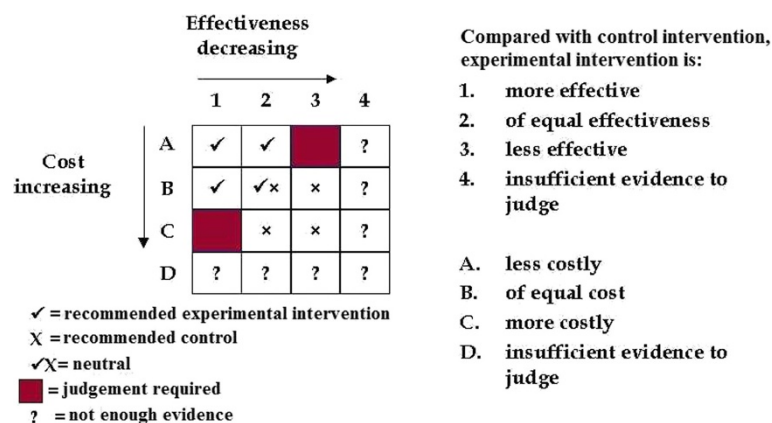 Effectiveness
decreasing
1 2 3 4
Cost
increasing
A ✓ ✓ ?
B ✓ ✓× × ?
C × × ?
D ? ? ? ?
✓ = recommended experimental intervention
X = recommended control
✓X= neutral
= judgement required
? = not enough evidence
Compared with control intervention,
experimental intervention is:
1. more effective
2. of equal effectiveness
3. less effective
4. insufficient evidence to
judge
A. less costly
B. of equal cost
C. more costly
D. insufficient evidence to
judge